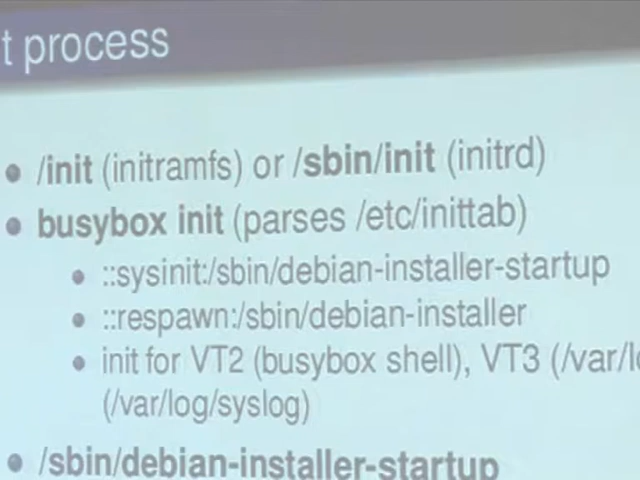 t process
/init (initramfs) or /sbin/init (initrd)
busybox init (parses /etc/inittab)
::sysinit:/sbin/debian-installer-startup
::respawn:/sbin/debian-installer
init for VT2 (busybox shell), VT3 (/var/l
(/var/log/syslog)
/sbin/debian-installer-startup